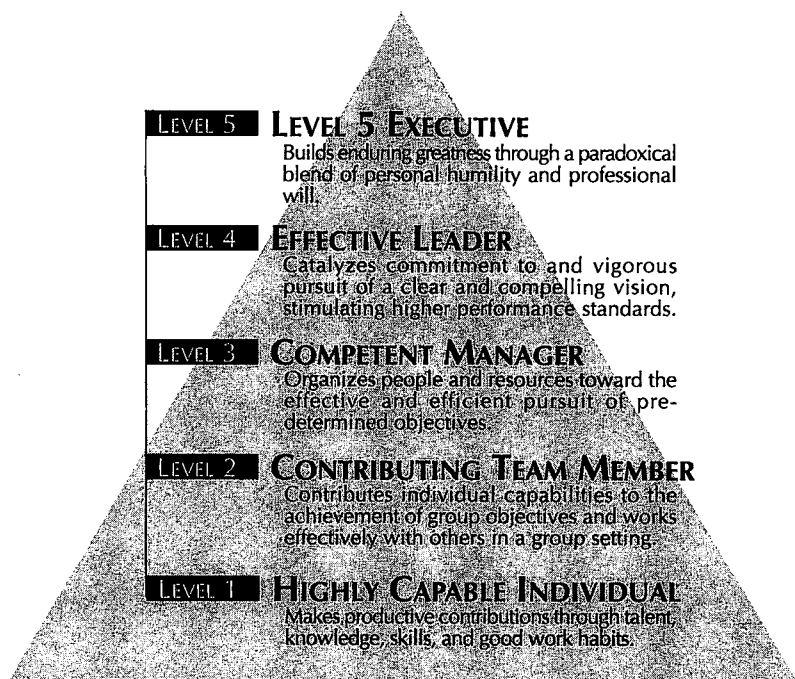 LEVEL 5 LEVEL 5 EXECUTIVE
Builds enduring greatness through a paradoxical
blend of personal humility and professional
will.
LEVEL 4 EFFECTIVE LEADER
Catalyzes commitment to and vigorous
pursuit of a clear and compelling vision,
stimulating higher performance standards.
LEVEL 3 COMPETENT MANAGER
Organizes people and resources toward the
effective and efficient pursuit of pre-
determined objectives.
LEVEL 2 CONTRIBUTING TEAM MEMBER
Contributes individual capabilities to the
achievement of group objectives and works
effectively with others in a group setting.
LEVEL 1 HIGHLY CAPABLE INDIVIDUAL
Makes productive contributions through talent,
knowledge, skills, and good work habits.